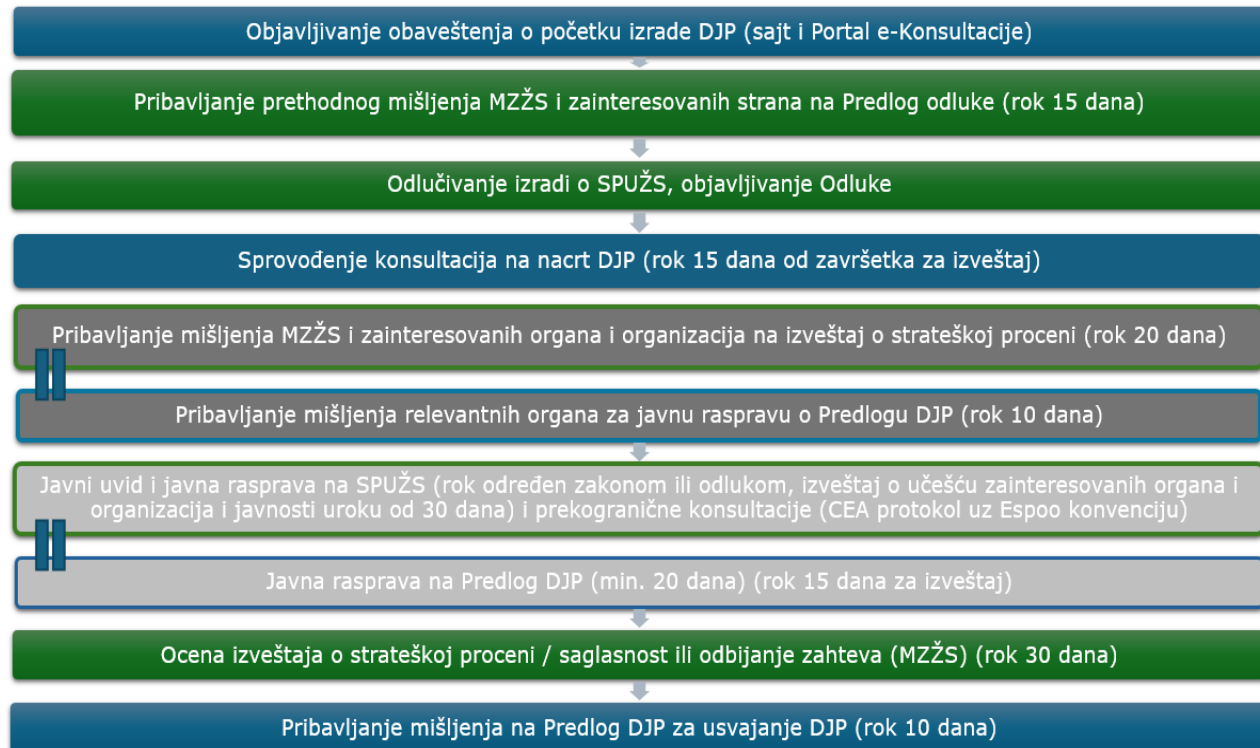 Objavljivanje obaveštenja o početku izrade DJP (sajt i Portal e-Konsultacije)
Pribavljanje prethodnog mišljenja MZŽS i zainteresovanih strana na Predlog odluke (rok 15 dana)
Odlučivanje izradi o SPUŽS, objavljivanje Odluke
Sprovođenje konsultacija na nacrt DJP (rok 15 dana od završetka za izveštaj)
Pribavljanje mišljenja MZŽS i zainteresovanih organa i organizacija na izveštaj o strateškoj proceni (rok 20 dana)
Pribavljanje mišljenja relevantnih organa za javnu raspravu o Predlogu DJP (rok 10 dana)
Javni uvid i javna rasprava na SPUŽS (rok određen zakonom ili odlukom, izveštaj o učešću zainteresovanih organa i
organizacija i javnosti uroku od 30 dana) i prekogranične konsultacije (CEA protokol uz Espoo konvenciju)
Javna rasprava na Predlog DJP (min. 20 dana) (rok 15 dana za izveštaj)
Ocena izveštaja o strateškoj proceni / saglasnost ili odbijanje zahteva (MZŽS) (rok 30 dana)
Pribavljanje mišljenja na Predlog DJP za usvajanje DJP (rok 10 dana)